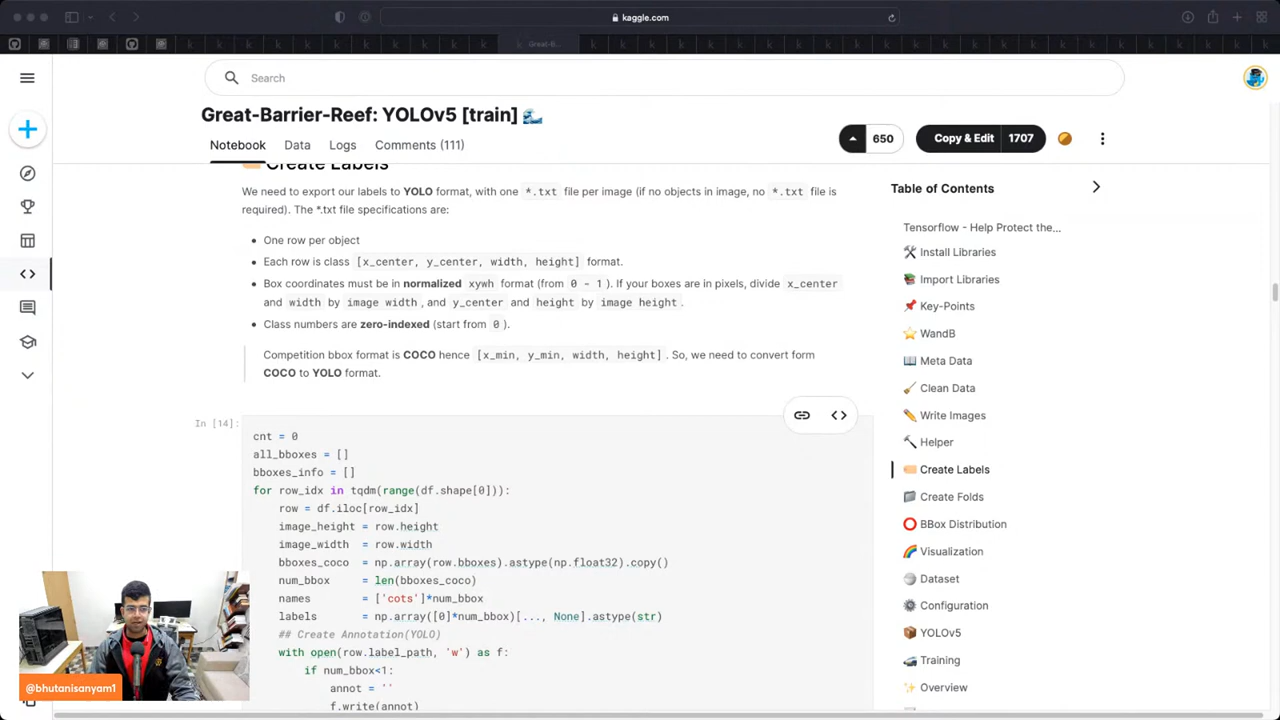 kaggle.com
Great-B...
Search
Great-Barrier-Reef: YOLOv5 [train] 🌊
650
Copy & Edit 1707
Notebook Data Logs Comments (111)
Create Labels
We need to export our labels to YOLO format, with one *.txt file per image (if no objects in image, no *.txt file is
required). The *.txt file specifications are:
• One row per object
• Each row is class [x_center, y_center, width, height] format.
• Box coordinates must be in normalized xywh format (from 0 - 1 ). If your boxes are in pixels, divide x_center
and width by image width , and y_center and height by image height .
• Class numbers are zero-indexed (start from 0 ).
Competition bbox format is COCO hence [x_min, y_min, width, height] . So, we need to convert form
COCO to YOLO format.
In [14]:
cnt = 0
all_bboxes = []
bboxes_info = []
for row_idx in tqdm(range(df.shape[0])):
row = df.iloc[row_idx]
image_height = row.height
image_width = row.width
bboxes_coco = np.array(row.bboxes).astype(np.float32).copy()
num_bbox = len(bboxes_coco)
names = ['cots']*num_bbox
labels = np.array([0]*num_bbox)[..., None].astype(str)
## Create Annotation(YOLO)
with open(row.label_path, 'w') as f:
if num_bbox<1:
annot = ''
f.write(annot)
Table of Contents
Tensorflow - Help Protect the...
🛠 Install Libraries
📚 Import Libraries
📌 Key-Points
⭐ WandB
📖 Meta Data
🧹 Clean Data
✏️ Write Images
🔨 Helper
🏷 Create Labels
📁 Create Folds
⭕ BBox Distribution
🌈 Visualization
Dataset
⚙️ Configuration
📦 YOLOv5
🚅 Training
✨ Overview
@bhutanisanyam1